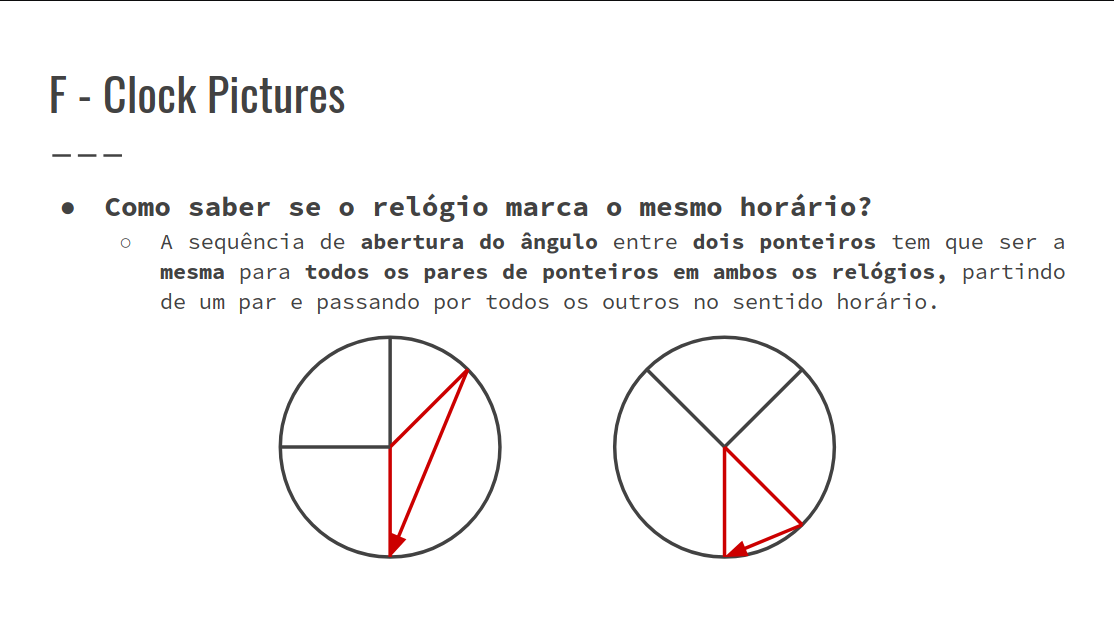 F - Clock Pictures
● Como saber se o relógio marca o mesmo horário?
○ A sequência de abertura do ângulo entre dois ponteiros tem que ser a
mesma para todos os pares de ponteiros em ambos os relógios, partindo
de um par e passando por todos os outros no sentido horário.